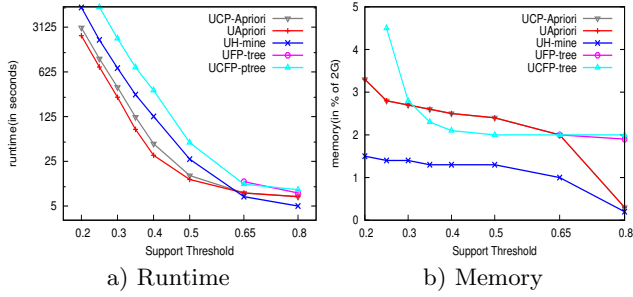 UCP-Apriori
UApriori
UH-mine
UFP-tree
UCFP-ptree
3125
625
125
25
5
runtime(in seconds)
0.2 0.3 0.4 0.5 0.65 0.8
Support Threshold
a) Runtime
UCP-Apriori
UApriori
UH-mine
UFP-tree
UCFP-ptree
5
4
3
2
1
0
memory(in % of 2G)
0.2 0.3 0.4 0.5 0.65 0.8
Support Threshold
b) Memory